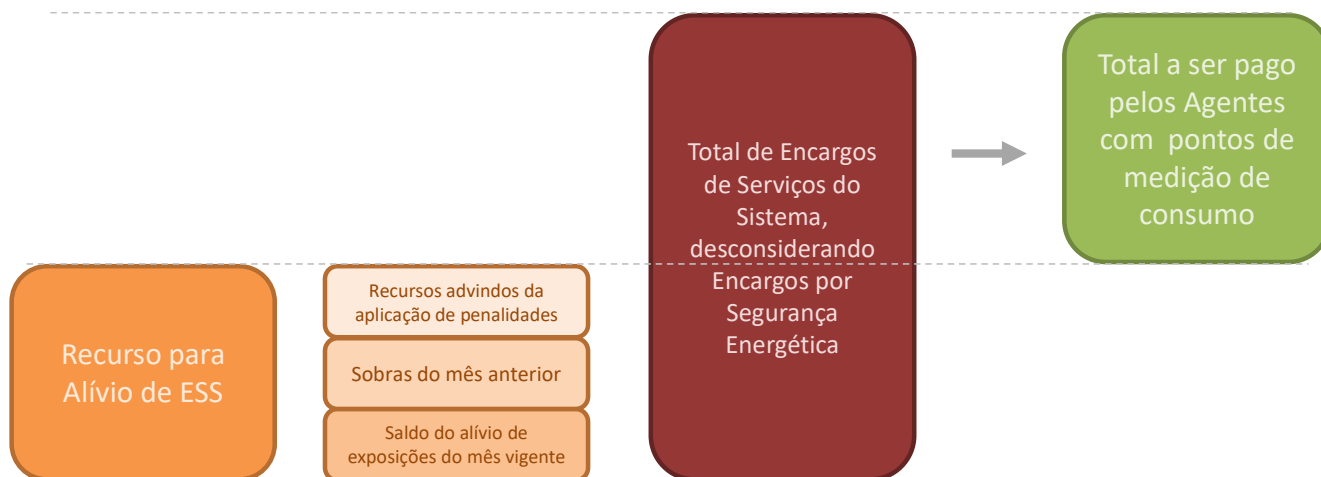 Recurso para
Alívio de ESS
Recursos advindos da
aplicação de penalidades
Sobras do mês anterior
Saldo do alívio de
exposições do mês vigente
Total de Encargos
de Serviços do
Sistema,
desconsiderando
Encargos por
Segurança
Energética
Total a ser pago
pelos Agentes
com pontos de
medição de
consumo